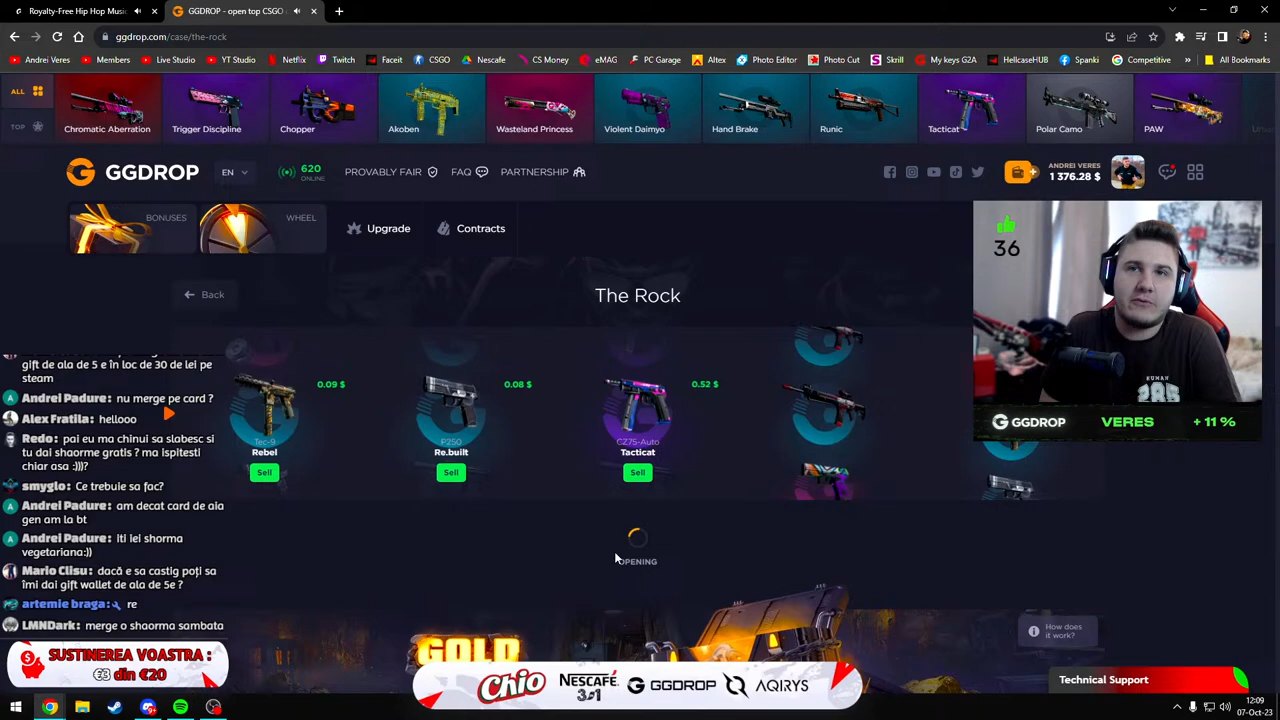 Royalty-Free Hip Hop Music
GGDROP - open top CSGO
ggdrop.com/case/the-rock
Andrei Veres
Members
Live Studio
YT Studio
Netflix
Twitch
Faceit
CSGO
Nescafe
CS Money
eMAG
PC Garage
Altex
Photo Editor
Photo Cut
Skrill
My keys G2A
HellcaseHUB
Spanki
Competitive
All Bookmarks
ALL
TOP
Chromatic Aberration
Trigger Discipline
Chopper
Akoben
Wasteland Princess
Violent Daimyo
Hand Brake
Runic
Tacticat
Polar Camo
PAW
GGDROP
EN
620
ONLINE
PROVABLY FAIR
FAQ
PARTNERSHIP
ANDREI VERES
1 376.28 $
BONUSES
WHEEL
Upgrade
Contracts
36
Back
The Rock
gift de ala de 5 e în loc de 30 de lei pe
steam
Andrei Padure: nu merge pe card ?
Alex Fratila: hellooo
Redo: pai eu ma chinui sa slabesc si
tu dai shaorme gratis ? ma ispitesti
chiar asa :)))?
smyglo: Ce trebuie sa fac?
Andrei Padure: am decat card de aia
gen am la bt
Andrei Padure: iti iei shorma
vegetariana:))
Mario Clisu: dacă e sa castig poți sa
îmi dai gift wallet de ala de 5e ?
artemie braga: re
LMNDark: merge o shaorma sambata
0.09 $
Tec-9
Rebel
Sell
0.08 $
P250
Re.built
Sell
0.52 $
CZ75-Auto
Tacticat
Sell
HUMAN
285
GGDROP
VERES
+ 11 %
OPENING
How does
it work?
GOLD
SUSTINEREA VOASTRA :
€3 din €20
Chio
NESCAFÉ
3in1
GGDROP
AQIRYS
Technical Support
12:09
07-Oct-23